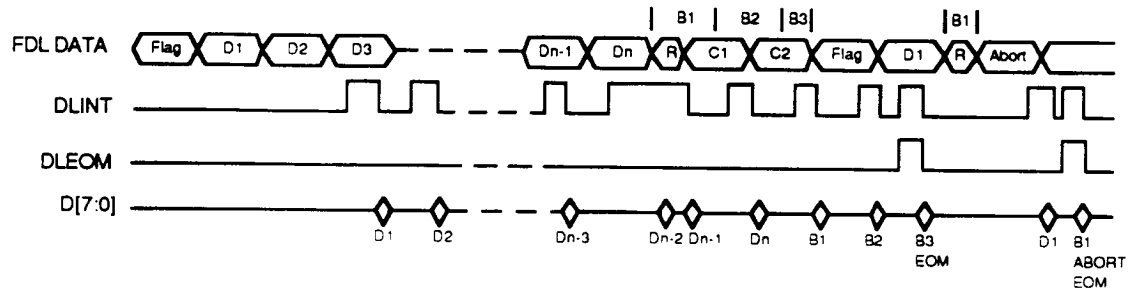 B1 B2 B3 B1
FDL DATA Flag D1 D2 D3 Dn-1 Dn R C1 C2 Flag D1 R Abort
DLINT
DLEOM
D[7:0]
D1 D2 Dn-3 Dn-2 Dn-1 Dn B1 B2 B3 D1 B1
EOM ABORT
EOM